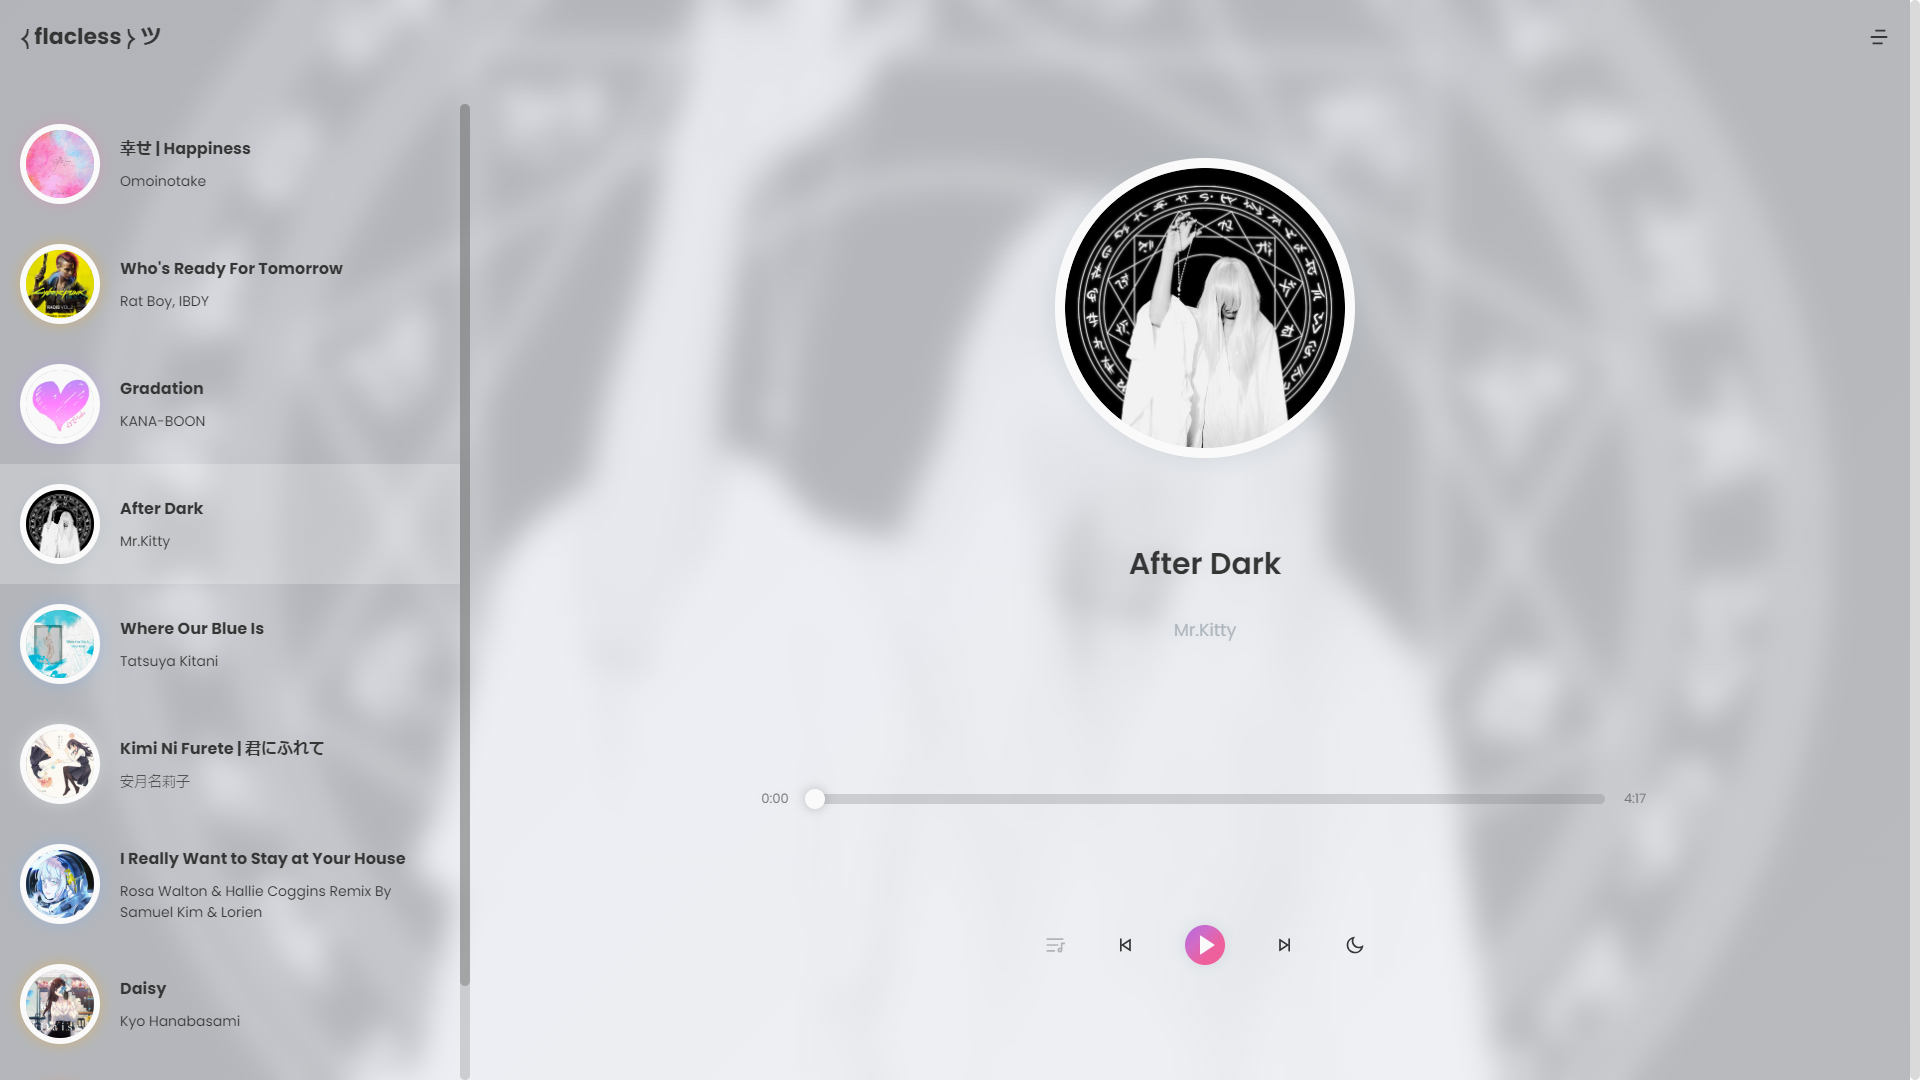 ⧼flacless⧽ツ
幸せ | Happiness
Omoinotake
Who's Ready For Tomorrow
Rat Boy, IBDY
Gradation
KANA-BOON
After Dark
Mr.Kitty
Where Our Blue Is
Tatsuya Kitani
Kimi Ni Furete | 君にふれて
安月名莉子
I Really Want to Stay at Your House
Rosa Walton & Hallie Coggins Remix By
Samuel Kim & Lorien
Daisy
Kyo Hanabasami
After Dark
Mr.Kitty
0:00
4:17